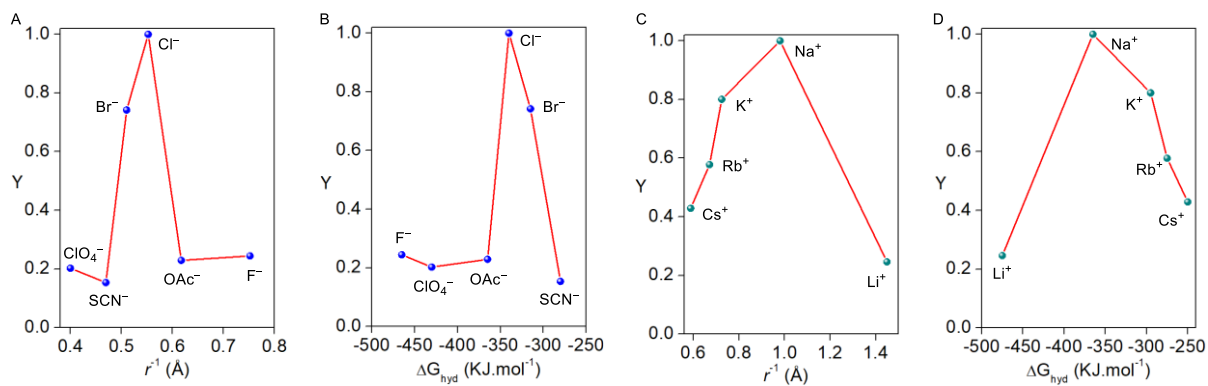 A
1.0
0.8
0.6
0.4
0.2
0.0
Y
Cl⁻
Br⁻
ClO₄⁻
SCN⁻
OAc⁻
F⁻
0.4 0.5 0.6 0.7 0.8
r⁻¹ (Å)
B
1.0
0.8
0.6
0.4
0.2
0.0
Y
Cl⁻
Br⁻
F⁻
ClO₄⁻
OAc⁻
SCN⁻
-500 -450 -400 -350 -300 -250
ΔG_hyd (KJ.mol⁻¹)
C
1.0
0.8
0.6
0.4
0.2
0.0
Y
Na⁺
K⁺
Rb⁺
Cs⁺
Li⁺
0.6 0.8 1.0 1.2 1.4
r⁻¹ (Å)
D
1.0
0.8
0.6
0.4
0.2
0.0
Y
Na⁺
K⁺
Rb⁺
Cs⁺
Li⁺
-500 -450 -400 -350 -300 -250
ΔG_hyd (KJ.mol⁻¹)